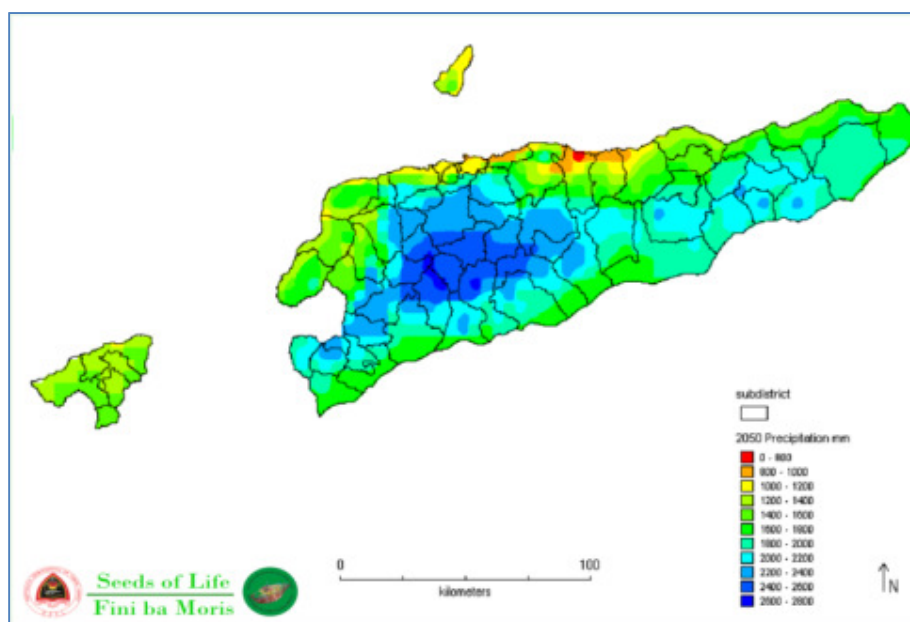 subdistrict
2050 Precipitation mm
0 - 800
800 - 1000
1000 - 1200
1200 - 1400
1400 - 1600
1600 - 1800
1800 - 2000
2000 - 2200
2200 - 2400
2400 - 2600
2600 - 2800
0
100
kilometers
N
Seeds of Life
Fini ba Moris